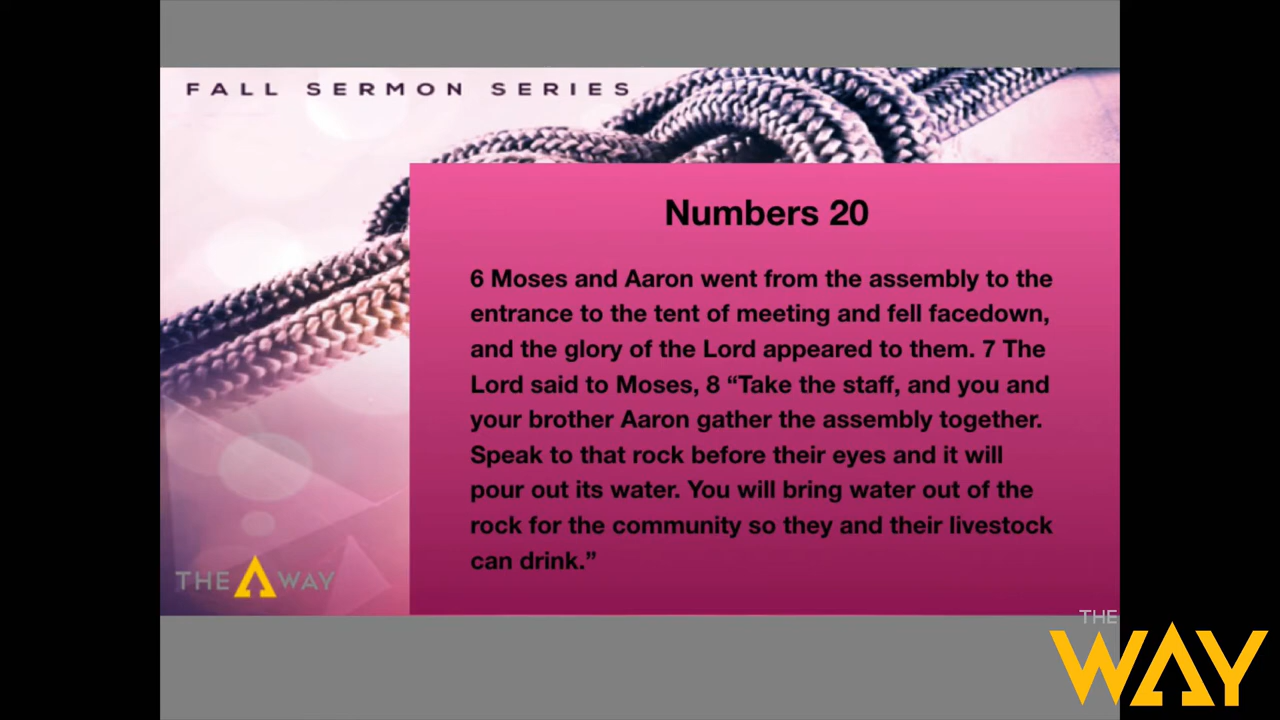 FALL SERMON SERIES
Numbers 20
6 Moses and Aaron went from the assembly to the
entrance to the tent of meeting and fell facedown,
and the glory of the Lord appeared to them. 7 The
Lord said to Moses, 8 “Take the staff, and you and
your brother Aaron gather the assembly together.
Speak to that rock before their eyes and it will
pour out its water. You will bring water out of the
rock for the community so they and their livestock
can drink.”
THE WAY
THE
WAY